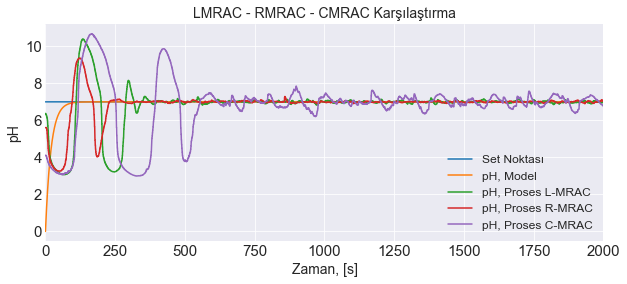 LMRAC - RMRAC - CMRAC Karşılaştırma
pH
10
8
6
4
2
0
0 250 500 750 1000 1250 1500 1750 2000
Zaman, [s]
Set Noktası
pH, Model
pH, Proses L-MRAC
pH, Proses R-MRAC
pH, Proses C-MRAC